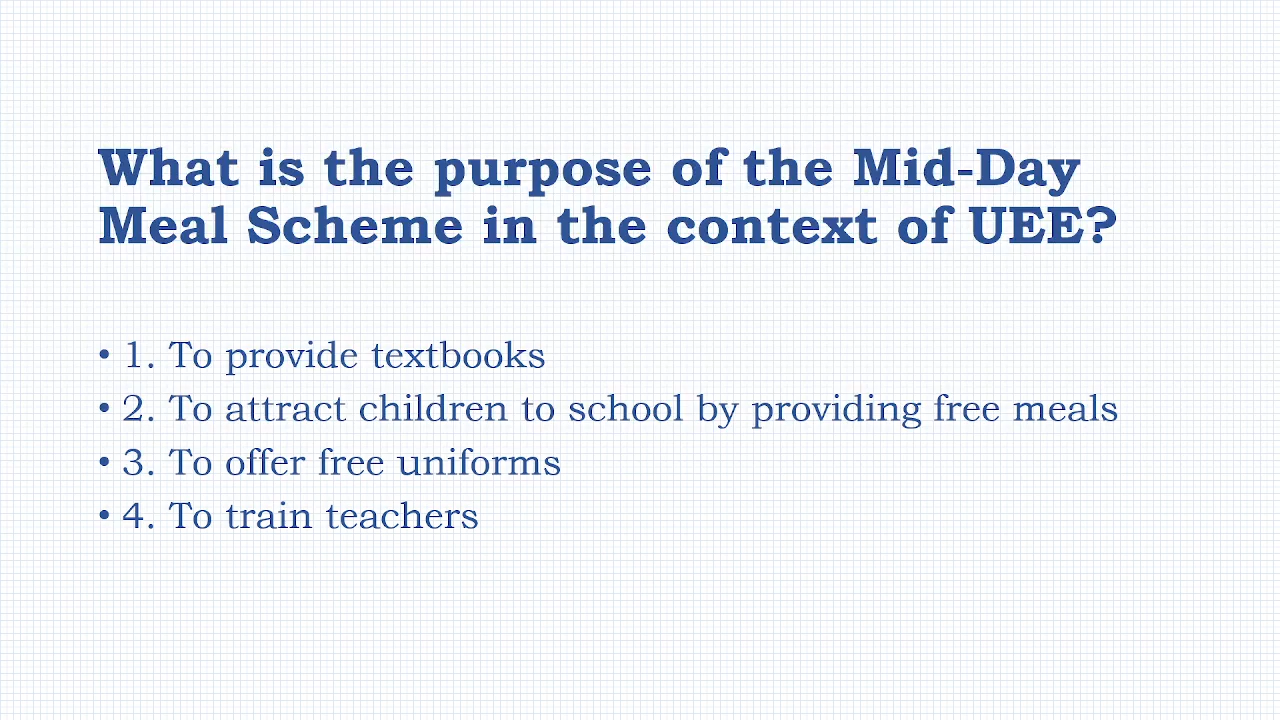 What is the purpose of the Mid-Day
Meal Scheme in the context of UEE?
• 1. To provide textbooks
• 2. To attract children to school by providing free meals
• 3. To offer free uniforms
• 4. To train teachers